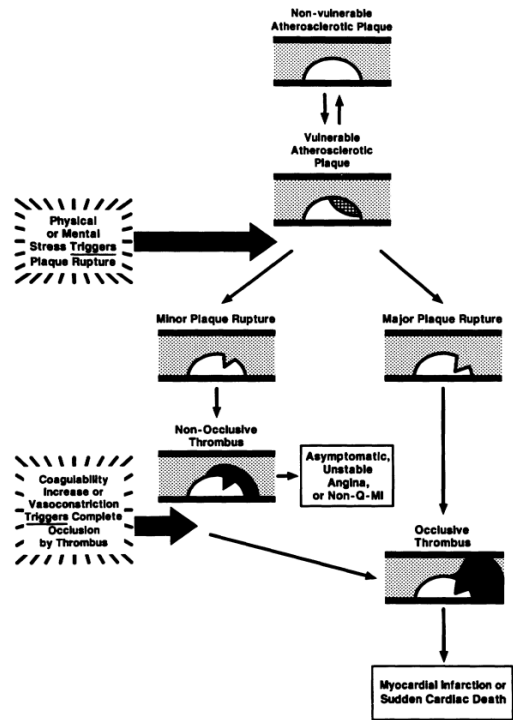 Non-vulnerable
Atherosclerotic Plaque
Vulnerable
Atherosclerotic
Plaque
Physical
or Mental
Stress Triggers
Plaque Rupture
Minor Plaque Rupture
Major Plaque Rupture
Non-Occlusive
Thrombus
Asymptomatic,
Unstable
Angina,
or Non-Q-MI
Coagulability
Increase or
Vasoconstriction
Triggers Complete
Occlusion
by Thrombus
Occlusive
Thrombus
Myocardial Infarction or
Sudden Cardiac Death